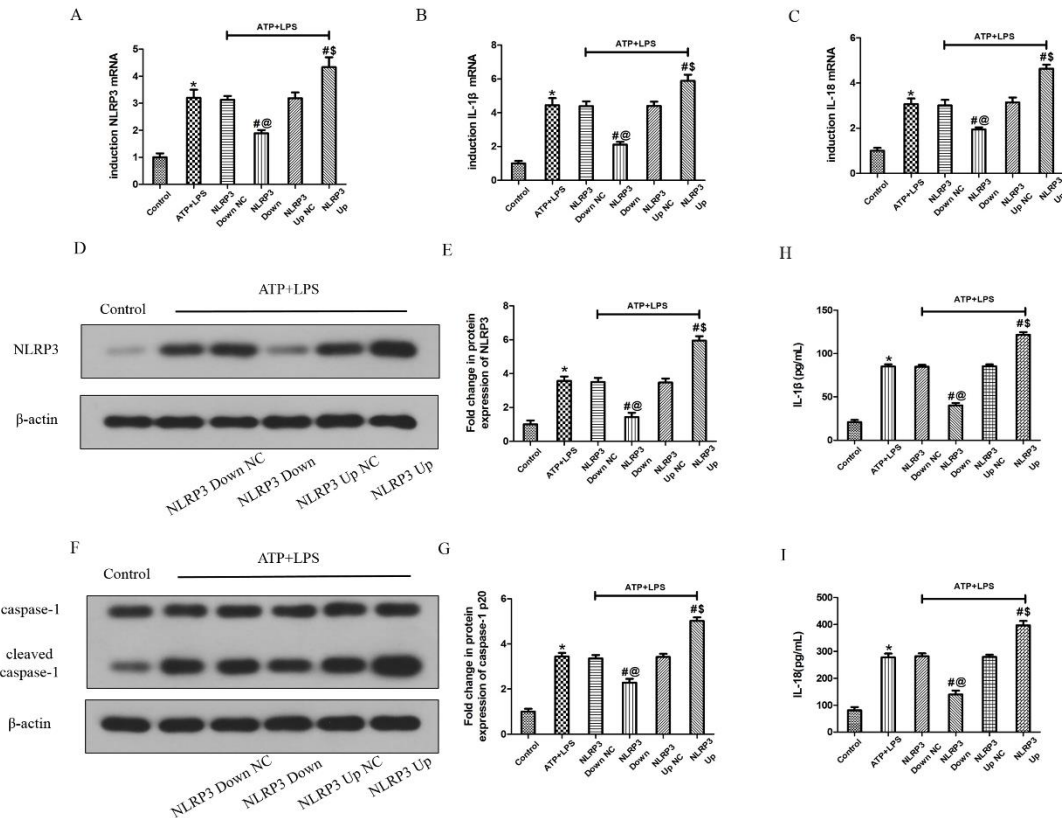 A
ATP+LPS
induction NLRP3 mRNA
5
4
3
2
1
0
*
#@
#$
Control
ATP+LPS
NLRP3
Down NC
NLRP3
Down
NLRP3
Up NC
NLRP3
Up
B
ATP+LPS
induction IL-1β mRNA
8
6
4
2
0
*
#@
#$
Control
ATP+LPS
NLRP3
Down NC
NLRP3
Down
NLRP3
Up NC
NLRP3
Up
C
ATP+LPS
induction IL-18 mRNA
6
4
2
0
*
#@
#$
Control
ATP+LPS
NLRP3
Down NC
NLRP3
Down
NLRP3
Up NC
NLRP3
Up
D
ATP+LPS
Control
NLRP3
β-actin
NLRP3 Down NC
NLRP3 Down
NLRP3 Up NC
NLRP3 Up
E
ATP+LPS
Fold change in protein
expression of NLRP3
8
6
4
2
0
*
#@
#$
Control
ATP+LPS
NLRP3
Down NC
NLRP3
Down
NLRP3
Up NC
NLRP3
Up
H
ATP+LPS
IL-1β (pg/mL)
150
100
50
0
*
#@
#$
Control
ATP+LPS
NLRP3
Down NC
NLRP3
Down
NLRP3
Up NC
NLRP3
Up
F
ATP+LPS
Control
caspase-1
cleaved
caspase-1
β-actin
NLRP3 Down NC
NLRP3 Down
NLRP3 Up NC
NLRP3 Up
G
ATP+LPS
Fold change in protein
expression of caspase-1 p20
6
4
2
0
*
#@
#$
Control
ATP+LPS
NLRP3
Down NC
NLRP3
Down
NLRP3
Up NC
NLRP3
Up
I
ATP+LPS
IL-18(pg/mL)
500
400
300
200
100
0
*
#@
#$
Control
ATP+LPS
NLRP3
Down NC
NLRP3
Down
NLRP3
Up NC
NLRP3
Up